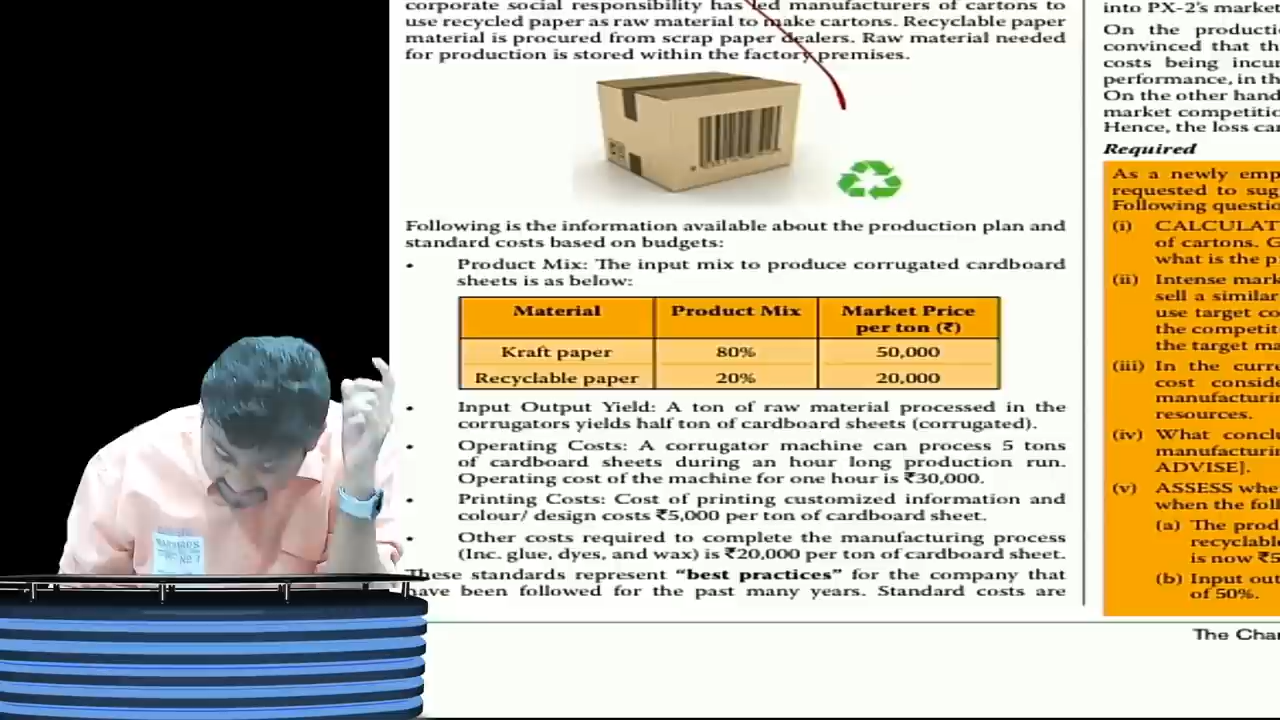 corporate social responsibility has led manufacturers of cartons to
use recycled paper as raw material to make cartons. Recyclable paper
material is procured from scrap paper dealers. Raw material needed
for production is stored within the factory premises.
Following is the information available about the production plan and
standard costs based on budgets:
• Product Mix: The input mix to produce corrugated cardboard
sheets is as below:
Material Product Mix Market Price
per ton (₹)
Kraft paper 80% 50,000
Recyclable paper 20% 20,000
• Input Output Yield: A ton of raw material processed in the
corrugators yields half ton of cardboard sheets (corrugated).
• Operating Costs: A corrugator machine can process 5 tons
of cardboard sheets during an hour long production run.
Operating cost of the machine for one hour is ₹30,000.
• Printing Costs: Cost of printing customized information and
colour/ design costs ₹5,000 per ton of cardboard sheet.
• Other costs required to complete the manufacturing process
(Inc. glue, dyes, and wax) is ₹20,000 per ton of cardboard sheet.
These standards represent “best practices” for the company that
have been followed for the past many years. Standard costs are
into PX-2’s market
On the producti
convinced that th
costs being incur
performance, in th
On the other hand
market competitio
Hence, the loss ca
Required
As a newly emp
requested to sug
Following questio
(i) CALCULAT
of cartons. G
what is the p
(ii) Intense mark
sell a similar
use target co
the competit
the target ma
(iii) In the curre
cost conside
manufacturin
resources.
(iv) What conclu
manufacturin
ADVISE].
(v) ASSESS whe
when the foll
(a) The prod
recyclable
is now ₹5
(b) Input out
of 50%.
The Char